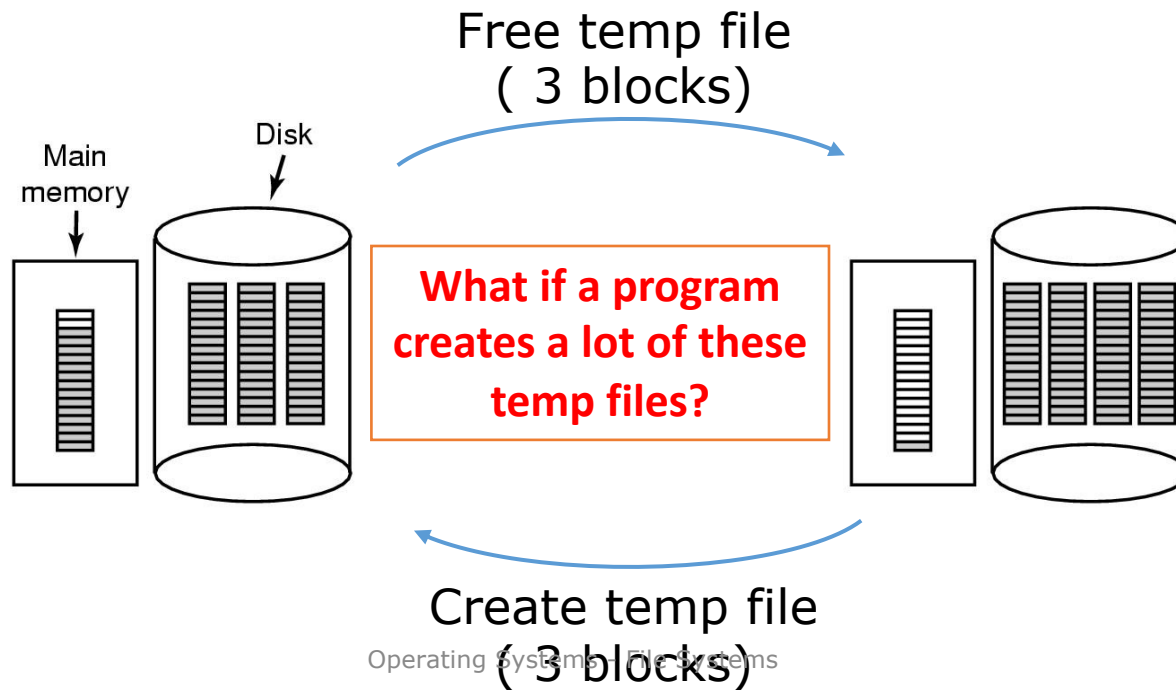 Free temp file
( 3 blocks)
Disk
Main
memory
What if a program
creates a lot of these
temp files?
Create temp file
( 3 blocks)
Operating Systems – File Systems